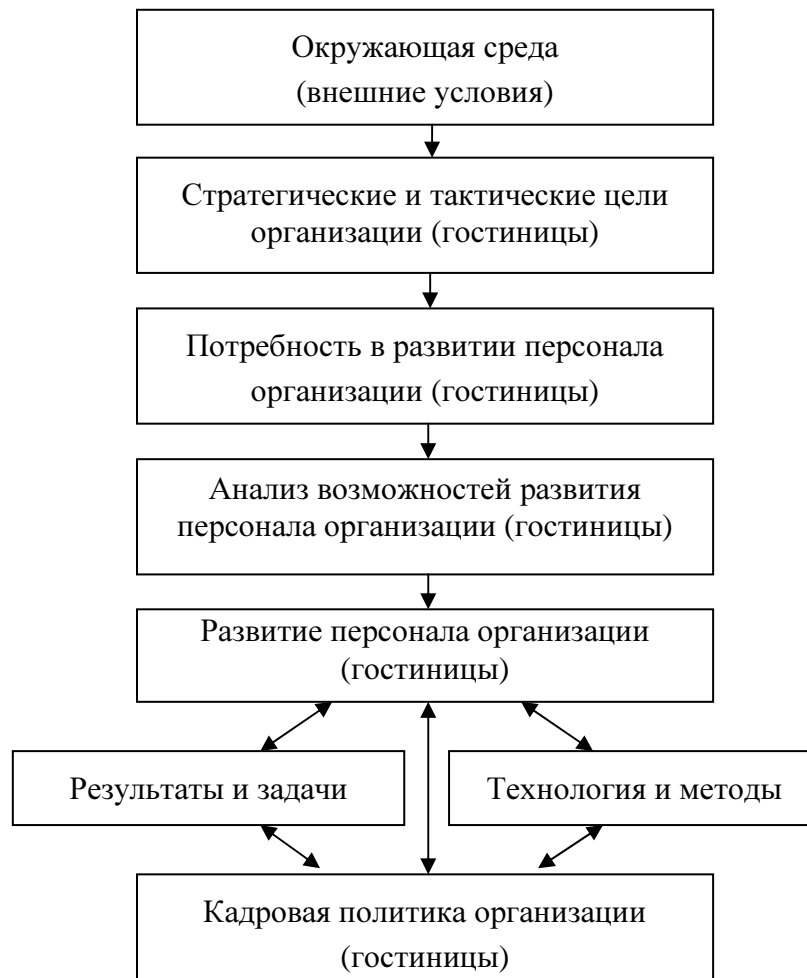 Окружающая среда
(внешние условия)
Стратегические и тактические цели
организации (гостиницы)
Потребность в развитии персонала
организации (гостиницы)
Анализ возможностей развития
персонала организации (гостиницы)
Развитие персонала организации
(гостиницы)
Результаты и задачи
Технология и методы
Кадровая политика организации
(гостиницы)